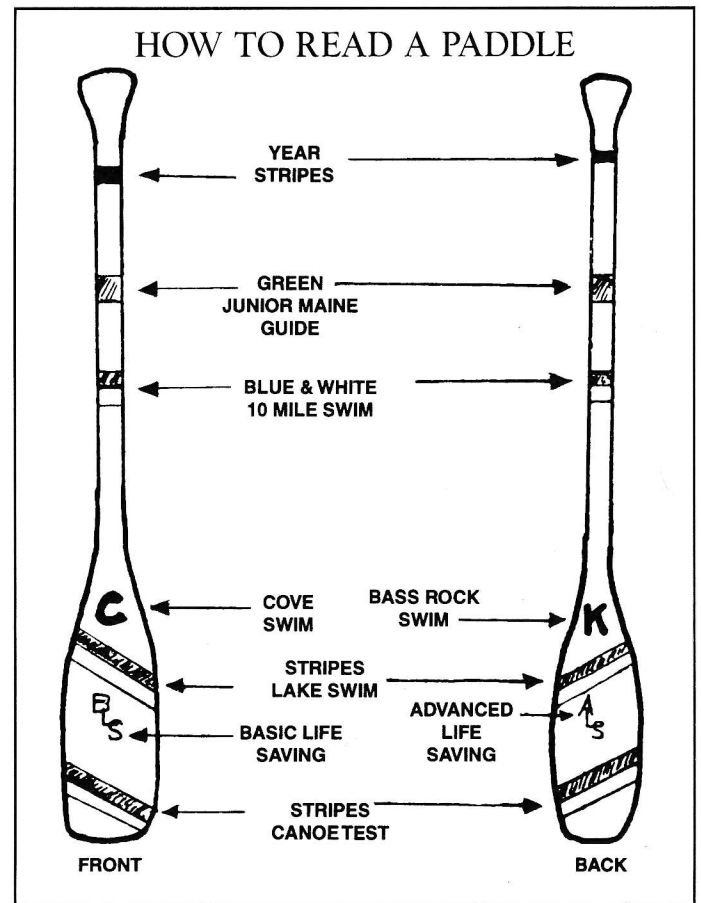 HOW TO READ A PADDLE
YEAR
STRIPES
GREEN
JUNIOR MAINE
GUIDE
BLUE & WHITE
10 MILE SWIM
C
COVE
SWIM
BASS ROCK
SWIM
K
STRIPES
LAKE SWIM
BLS
BASIC LIFE
SAVING
ADVANCED
LIFE
SAVING
ALS
STRIPES
CANOE TEST
FRONT
BACK